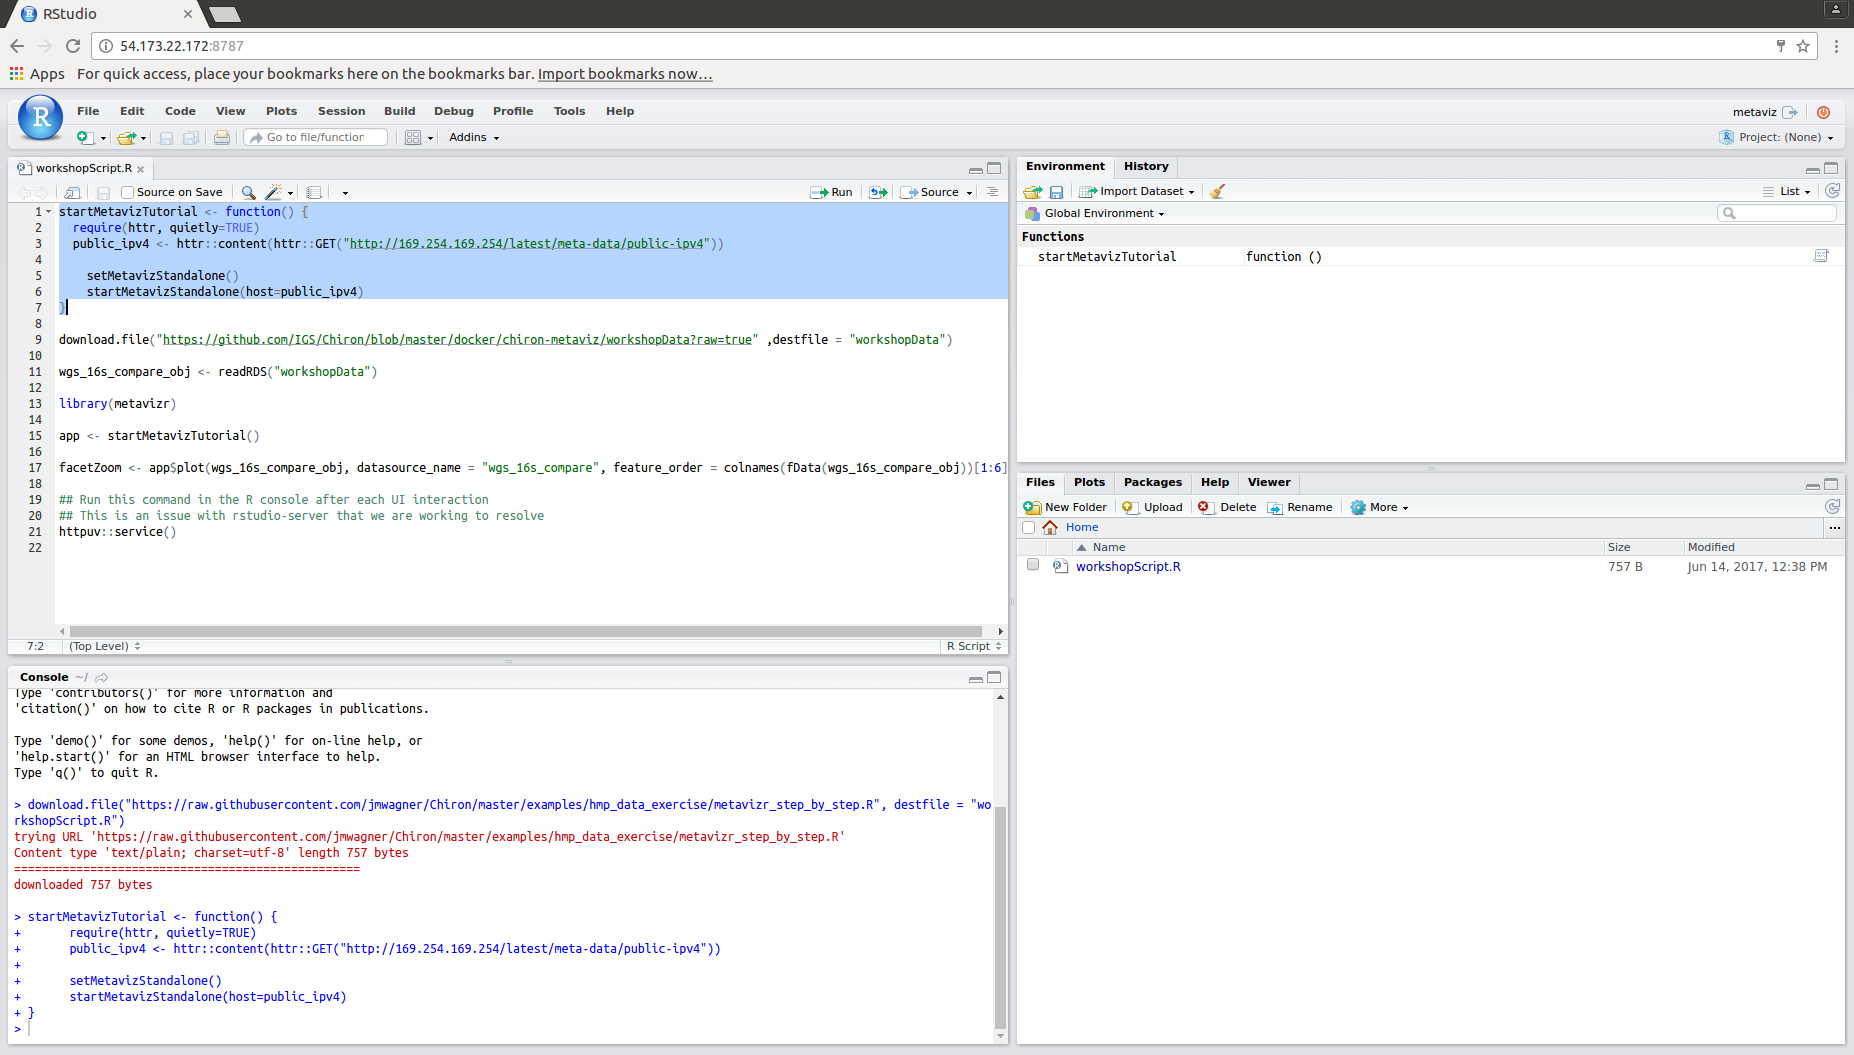 RStudio
54.173.22.172:8787
Apps For quick access, place your bookmarks here on the bookmarks bar. Import bookmarks now...
R File Edit Code View Plots Session Build Debug Profile Tools Help metaviz
Go to file/function Addins Project: (None)
workshopScript.R
Source on Save Run Source
1 startMetavizTutorial <- function() {
2 require(httr, quietly=TRUE)
3 public_ipv4 <- httr::content(httr::GET("http://169.254.169.254/latest/meta-data/public-ipv4"))
4
5 setMetavizStandalone()
6 startMetavizStandalone(host=public_ipv4)
7 }
8
9 download.file("https://github.com/IGS/Chiron/blob/master/docker/chiron-metaviz/workshopData?raw=true" ,destfile = "workshopData")
10
11 wgs_16s_compare_obj <- readRDS("workshopData")
12
13 library(metavizr)
14
15 app <- startMetavizTutorial()
16
17 facetZoom <- app$plot(wgs_16s_compare_obj, datasource_name = "wgs_16s_compare", feature_order = colnames(fData(wgs_16s_compare_obj))[1:6]
18
19 ## Run this command in the R console after each UI interaction
20 ## This is an issue with rstudio-server that we are working to resolve
21 httpuv::service()
22
7:2 (Top Level) R Script
Console ~/
Type 'contributors()' for more information and
'citation()' on how to cite R or R packages in publications.
Type 'demo()' for some demos, 'help()' for on-line help, or
'help.start()' for an HTML browser interface to help.
Type 'q()' to quit R.
> download.file("https://raw.githubusercontent.com/jmwagner/Chiron/master/examples/hmp_data_exercise/metavizr_step_by_step.R", destfile = "wo
rkshopScript.R")
trying URL 'https://raw.githubusercontent.com/jmwagner/Chiron/master/examples/hmp_data_exercise/metavizr_step_by_step.R'
Content type 'text/plain; charset=utf-8' length 757 bytes
==================================================
downloaded 757 bytes
> startMetavizTutorial <- function() {
+ require(httr, quietly=TRUE)
+ public_ipv4 <- httr::content(httr::GET("http://169.254.169.254/latest/meta-data/public-ipv4"))
+
+ setMetavizStandalone()
+ startMetavizStandalone(host=public_ipv4)
+ }
>
Environment History
Import Dataset List
Global Environment
Functions
startMetavizTutorial function ()
Files Plots Packages Help Viewer
New Folder Upload Delete Rename More
Home ...
Name Size Modified
workshopScript.R 757 B Jun 14, 2017, 12:38 PM